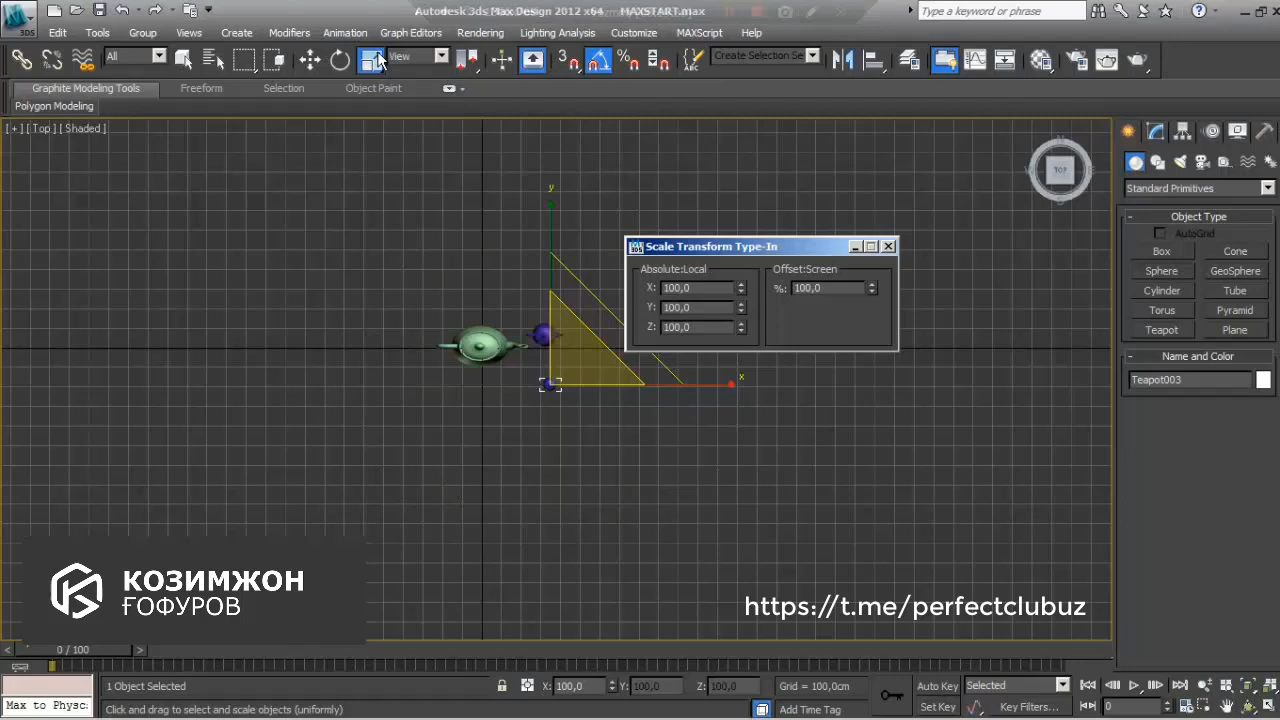 Autodesk 3ds Max Design 2012 x64 MAXSTART.max
Type a keyword or phrase
3DS
Edit Tools Group Views Create Modifiers Animation Graph Editors Rendering Lighting Analysis Customize MAXScript Help
All
View
Create Selection Se
Graphite Modeling Tools Freeform Selection Object Paint
Polygon Modeling
[ + ] [ Top ] [ Shaded ]
TOP
y
x
Scale Transform Type-In
Absolute:Local
X: 100,0
Y: 100,0
Z: 100,0
Offset:Screen
%: 100,0
Standard Primitives
- Object Type
AutoGrid
Box Cone
Sphere GeoSphere
Cylinder Tube
Torus Pyramid
Teapot Plane
- Name and Color
Teapot003
КОЗИМЖОН
ҒОФУРОВ
https://t.me/perfectclubuz
< 0 / 100 >
1 Object Selected
X: 100,0 Y: 100,0 Z: 100,0
Grid = 100,0cm
Auto Key Selected
Max to Physc
Click and drag to select and scale objects (uniformly)
Add Time Tag
Set Key Key Filters...
0